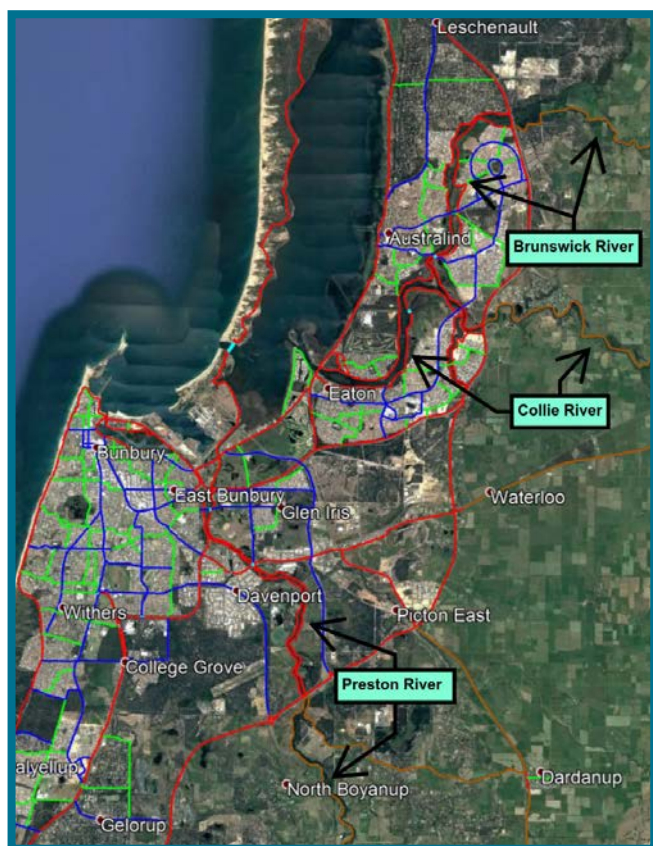 Leschenault
Australind
Brunswick River
Collie River
Eaton
Bunbury
East Bunbury
Glen Iris
Waterloo
Davenport
Withers
Picton East
College Grove
Preston River
alyellup
North Boyanup
Dardanup
Gelorup